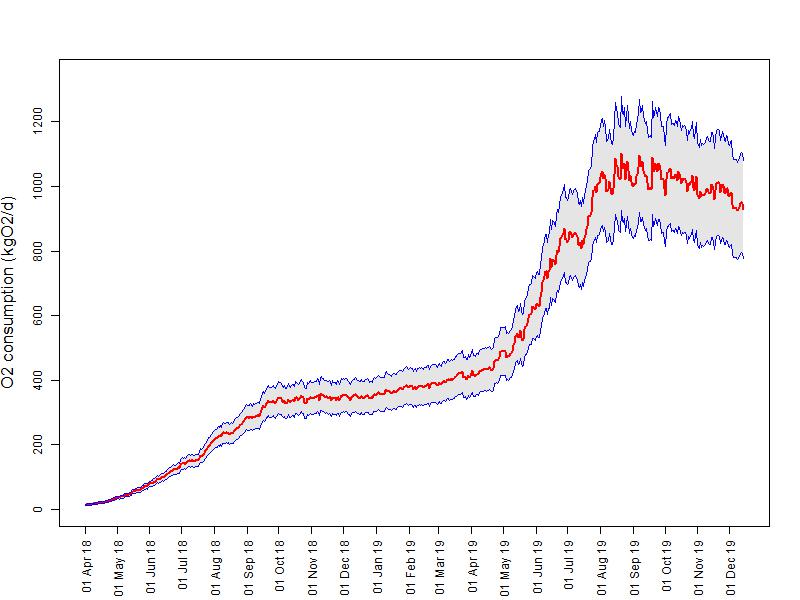 O2 consumption (kgO2/d)
1200
1000
800
600
400
200
0
01 Apr 18
01 May 18
01 Jun 18
01 Jul 18
01 Aug 18
01 Sep 18
01 Oct 18
01 Nov 18
01 Dec 18
01 Jan 19
01 Feb 19
01 Mar 19
01 Apr 19
01 May 19
01 Jun 19
01 Jul 19
01 Aug 19
01 Sep 19
01 Oct 19
01 Nov 19
01 Dec 19